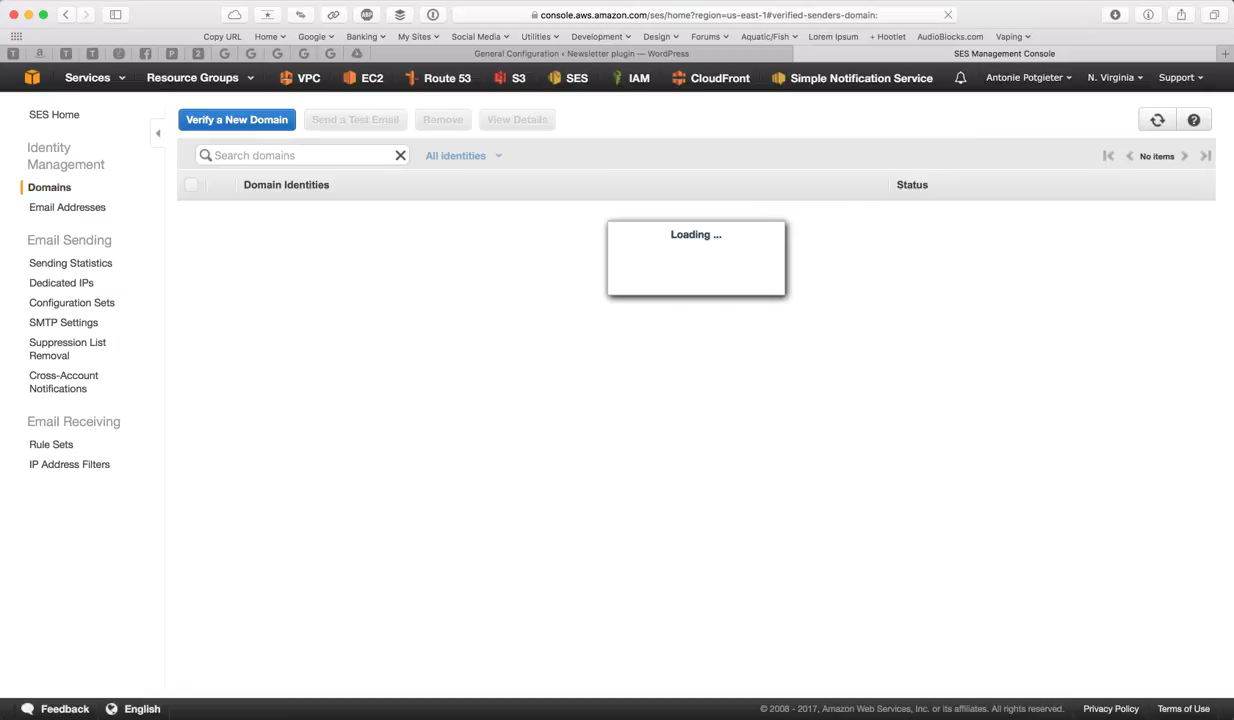 console.aws.amazon.com/ses/home?region=us-east-1#verified-senders-domain:
Copy URL Home Google Banking My Sites Social Media Utilities Development Forums Design Aquatic/Fish Lorem Ipsum + Hootlet AudioBlocks.com Vaping
General Configuration ‹ Newsletter plugin — WordPress SES Management Console
Services Resource Groups VPC EC2 Route 53 S3 SES IAM CloudFront Simple Notification Service Antonie Potgieter N. Virginia Support
SES Home
Verify a New Domain Send a Test Email Remove View Details
Identity
Management
Search domains All identities No items
Domains
Domain Identities Status
Email Addresses
Loading ...
Email Sending
Sending Statistics
Dedicated IPs
Configuration Sets
SMTP Settings
Suppression List
Removal
Cross-Account
Notifications
Email Receiving
Rule Sets
IP Address Filters
Feedback English © 2008 - 2017, Amazon Web Services, Inc. or its affiliates. All rights reserved. Privacy Policy Terms of Use